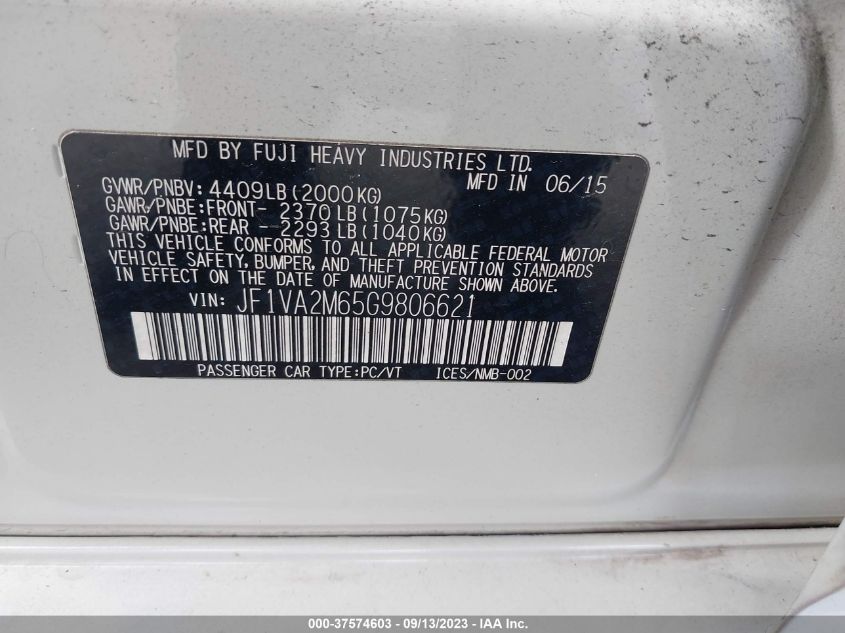 MFD BY FUJI HEAVY INDUSTRIES LTD.
MFD IN 06/15
GVWR/PNBV: 4409LB(2000KG)
GAWR/PNBE:FRONT- 2370LB(1075KG)
GAWR/PNBE:REAR - 2293LB(1040KG)
THIS VEHICLE CONFORMS TO ALL APPLICABLE FEDERAL MOTOR
VEHICLE SAFETY, BUMPER, AND THEFT PREVENTION STANDARDS
IN EFFECT ON THE DATE OF MANUFACTURE SHOWN ABOVE.
VIN: JF1VA2M65G9806621
PASSENGER CAR TYPE:PC/VT ICES/NMB-002
000-37574603 - 09/13/2023 - IAA Inc.